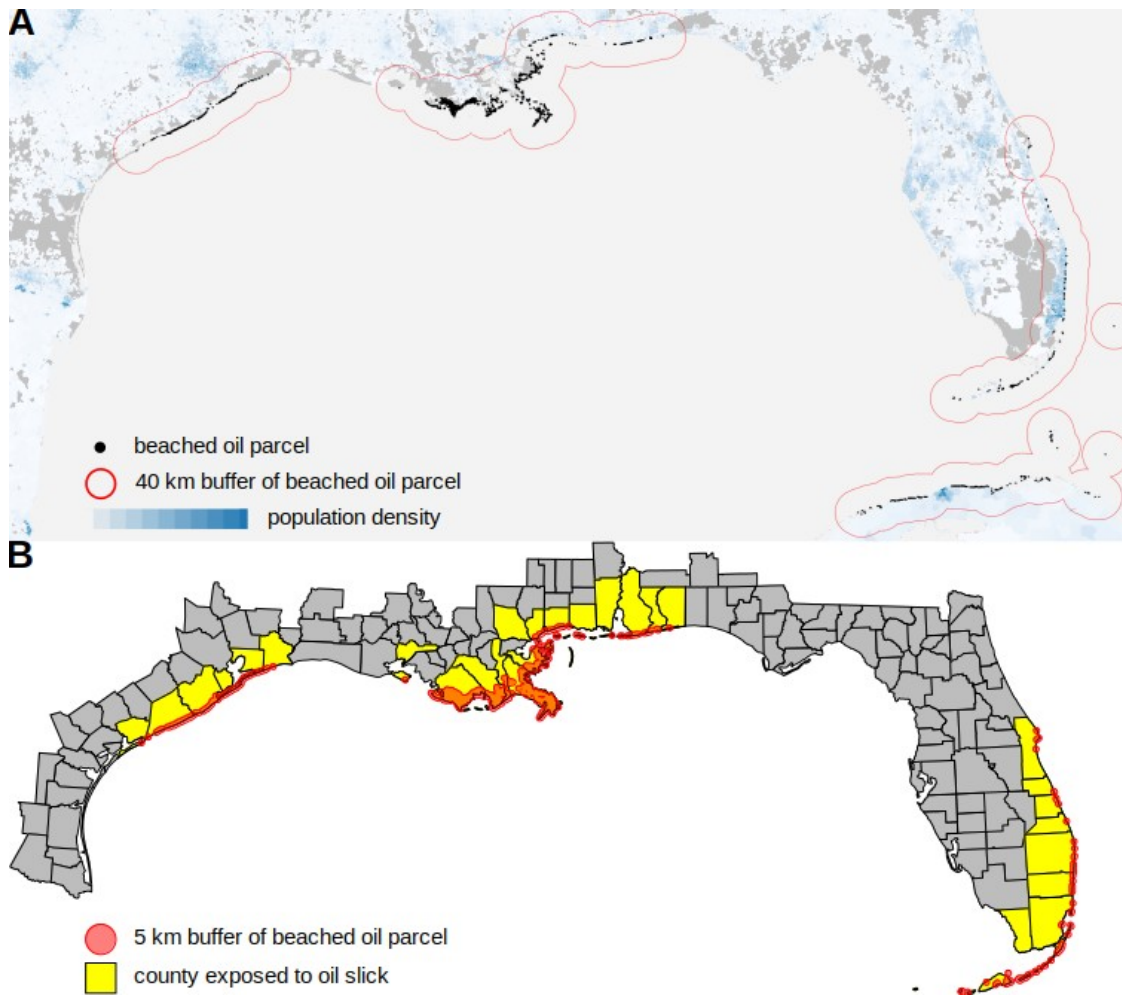 A
beached oil parcel
40 km buffer of beached oil parcel
population density
B
5 km buffer of beached oil parcel
county exposed to oil slick